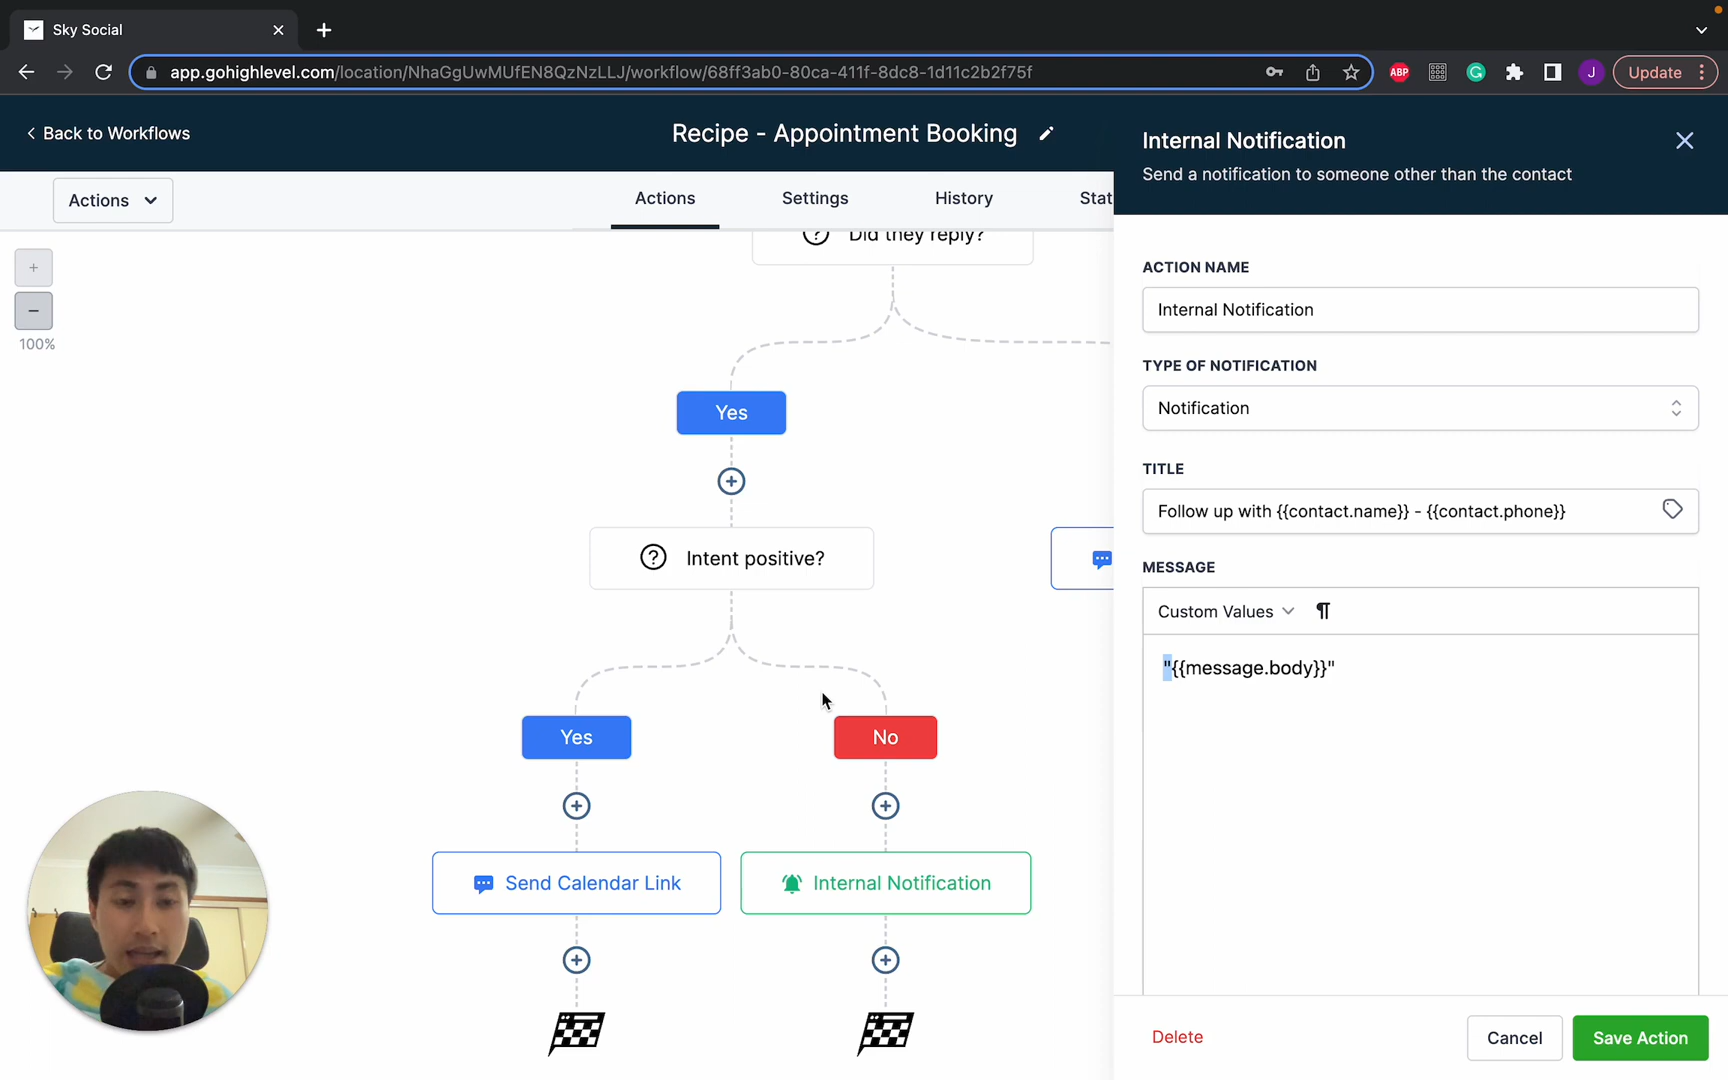 Sky Social
app.gohighlevel.com/location/NhaGgUwMUfEN8QzNzLLJ/workflow/68ff3ab0-80ca-411f-8dc8-1d11c2b2f75f
ABP
G
J
Update
Back to Workflows
Recipe - Appointment Booking
Internal Notification
Send a notification to someone other than the contact
Actions
Actions
Settings
History
Stat
+
−
100%
Did they reply?
Yes
Intent positive?
Yes
No
Send Calendar Link
Internal Notification
ACTION NAME
Internal Notification
TYPE OF NOTIFICATION
Notification
TITLE
Follow up with {{contact.name}} - {{contact.phone}}
MESSAGE
Custom Values
¶
"{{message.body}}"
Delete
Cancel
Save Action